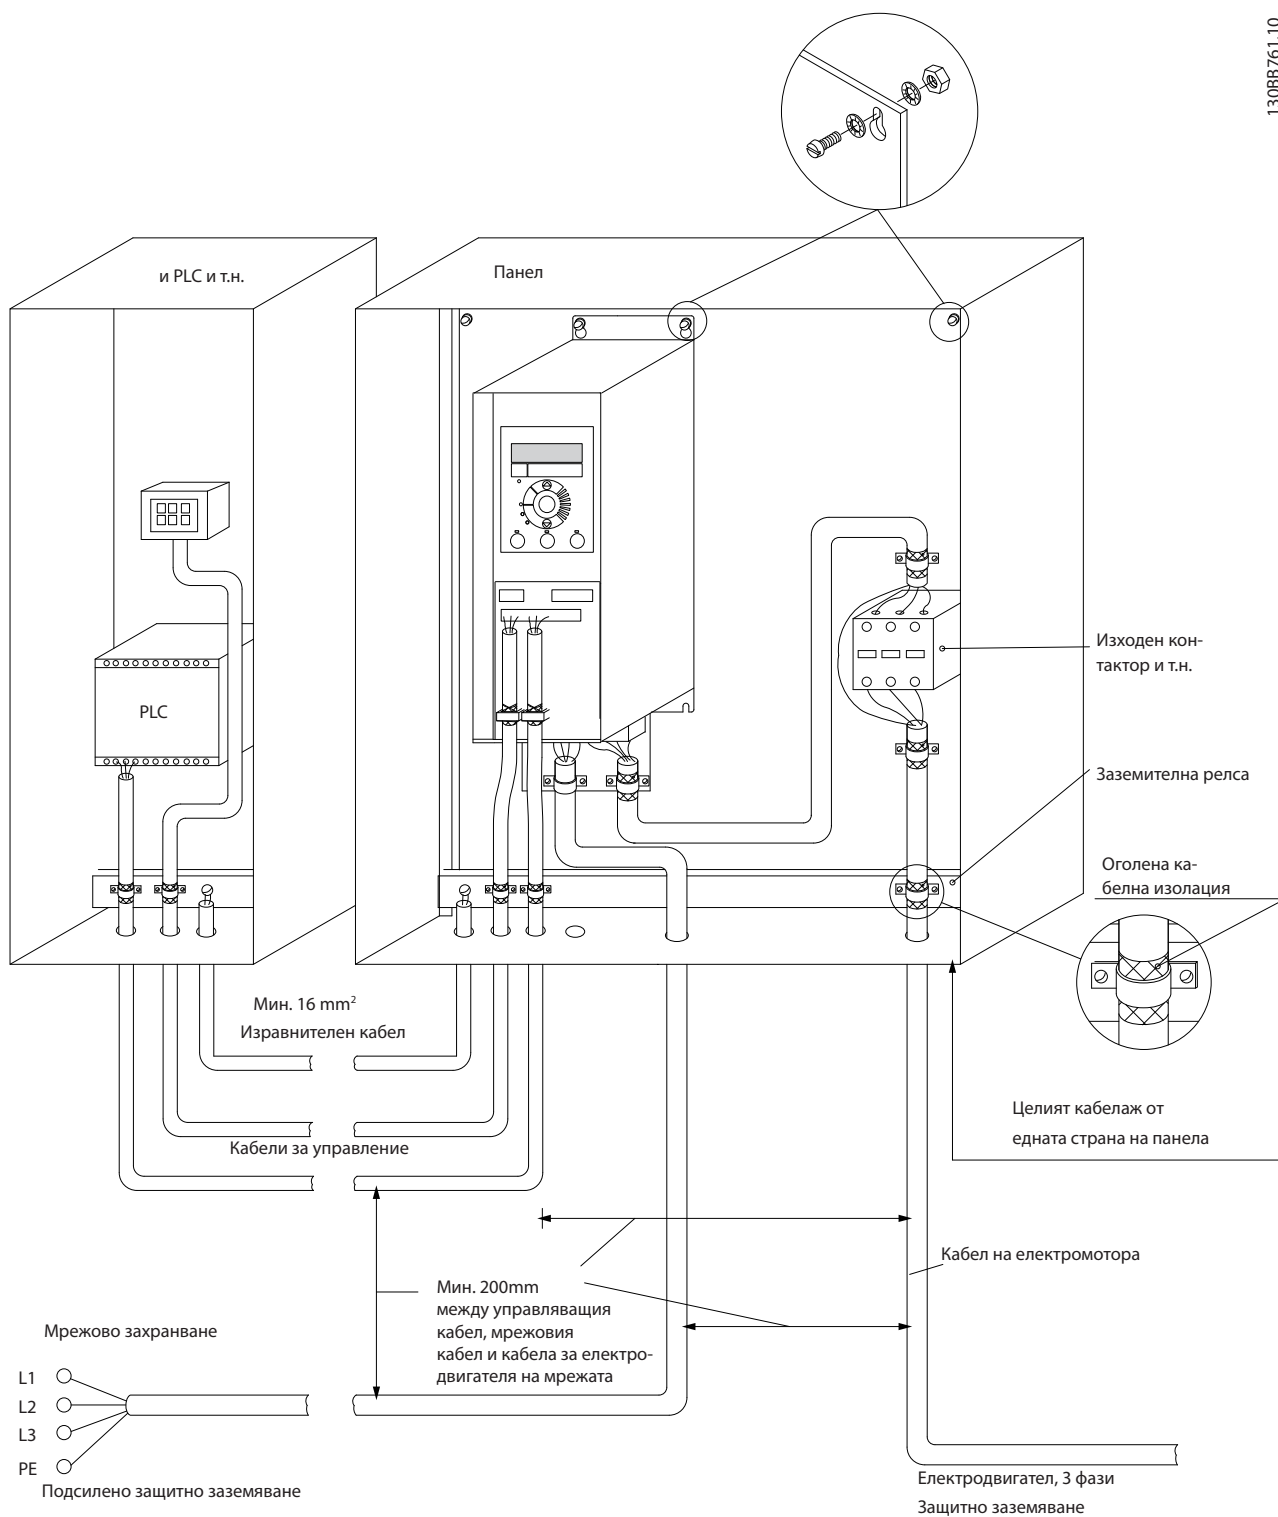 130BB761.10
и PLC и т.н.
Панел
Изходен кон-
тактор и т.н.
PLC
Заземителна релса
Оголена ка-
белна изолация
Мин. 16 mm²
Изравнителен кабел
Целият кабелаж от
едната страна на панела
Кабели за управление
Кабел на електромотора
Мин. 200mm
между управляващия
кабел, мрежовия
кабел и кабела за електро-
двигателя на мрежата
Мрежово захранване
L1
L2
L3
PE
Подсилено защитно заземяване
Електродвигател, 3 фази
Защитно заземяване